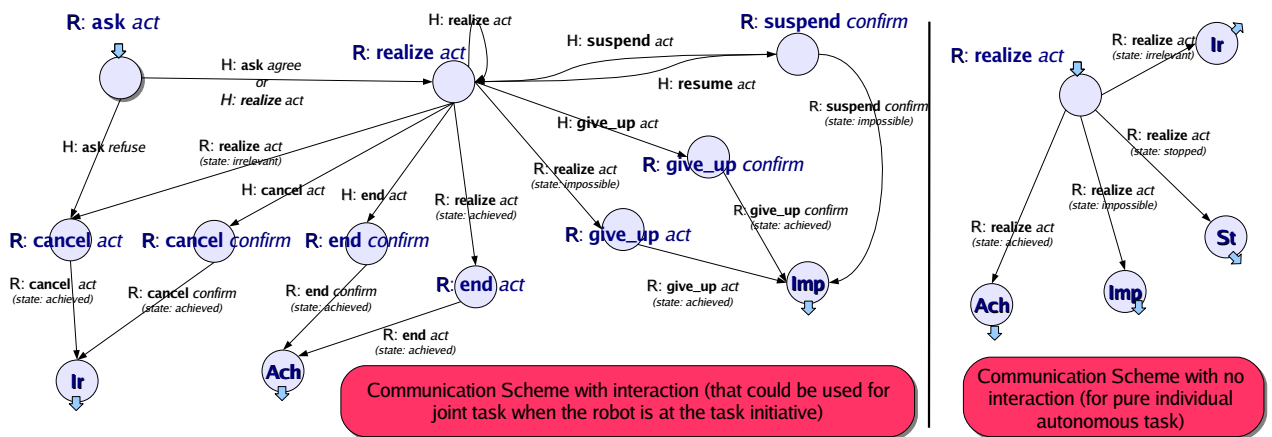 R: ask act
H: realize act
R: suspend confirm
R: realize act
H: suspend act
H: ask agree
or
H: realize act
H: resume act
R: suspend confirm
(state: impossible)
H: give_up act
H: ask refuse
R: realize act
(state: irrelevant)
R: give_up confirm
R: realize act
(state: impossible)
H: cancel act
H: end act
R: realize act
(state: achieved)
R: give_up confirm
(state: achieved)
R: cancel act
R: cancel confirm
R: end confirm
R: give_up act
R: cancel act
(state: achieved)
R: cancel confirm
(state: achieved)
R: end confirm
(state: achieved)
R: end act
R: give_up act
(state: achieved)
Imp
R: end act
(state: achieved)
Ir
Ach
Communication Scheme with interaction (that could be used for
joint task when the robot is at the task initiative)
R: realize act
R: realize act
(state: irrelevant)
Ir
R: realize act
(state: stopped)
R: realize act
(state: impossible)
R: realize act
(state: achieved)
St
Imp
Ach
Communication Scheme with no
interaction (for pure individual
autonomous task)